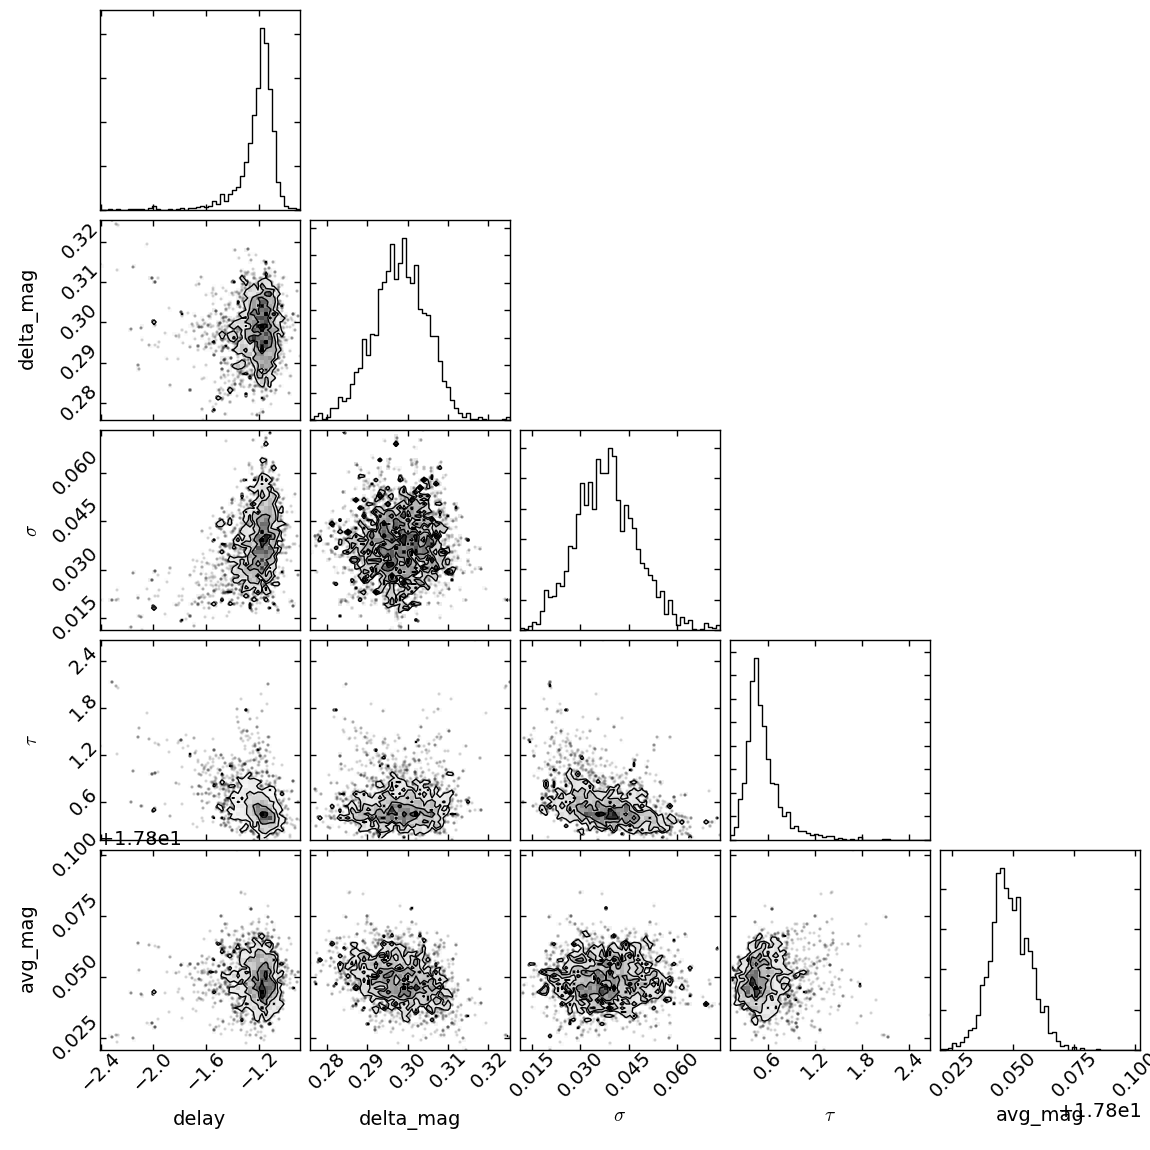 0.32
0.31
0.30
0.29
0.28
delta_mag
0.060
0.045
0.030
0.015
σ
2.4
1.8
1.2
0.6
τ
+1.78e1
0.100
0.075
0.050
0.025
avg_mag
−2.4 −2.0 −1.6 −1.2
0.28 0.29 0.30 0.31 0.32
0.015 0.030 0.045 0.060
0.6 1.2 1.8 2.4
0.025 0.050 0.075 0.100
+1.78e1
delay delta_mag σ τ avg_mag